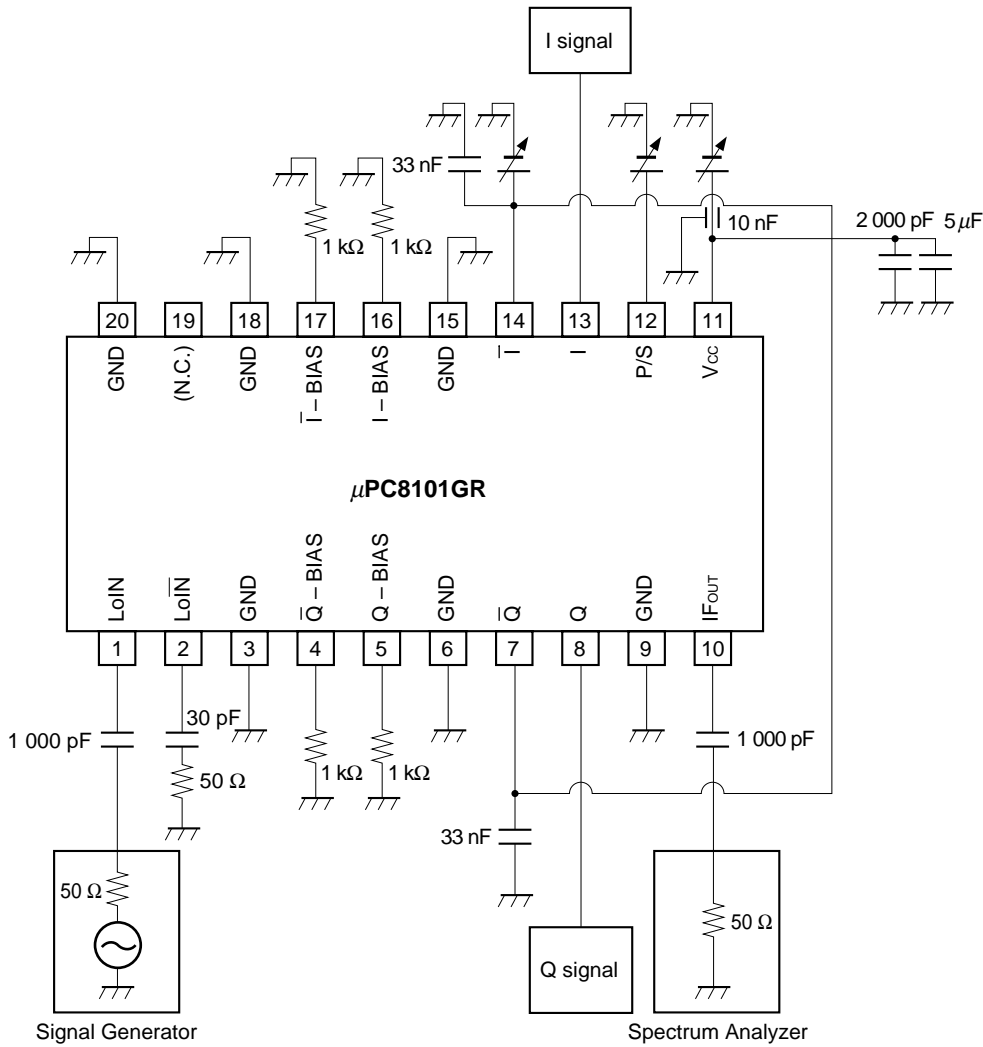 I signal
33 nF
10 nF
2 000 pF
5 µF
1 kΩ
1 kΩ
20
19
18
17
16
15
14
13
12
11
GND
(N.C.)
GND
I̅ – BIAS
I – BIAS
GND
I̅
I
P/S
VCC
µPC8101GR
LoIN
LoI̅N̅
GND
Q̅ – BIAS
Q – BIAS
GND
Q̅
Q
GND
IFOUT
1
2
3
4
5
6
7
8
9
10
1 000 pF
30 pF
50 Ω
1 kΩ
1 kΩ
33 nF
1 000 pF
50 Ω
50 Ω
Q signal
Signal Generator
Spectrum Analyzer